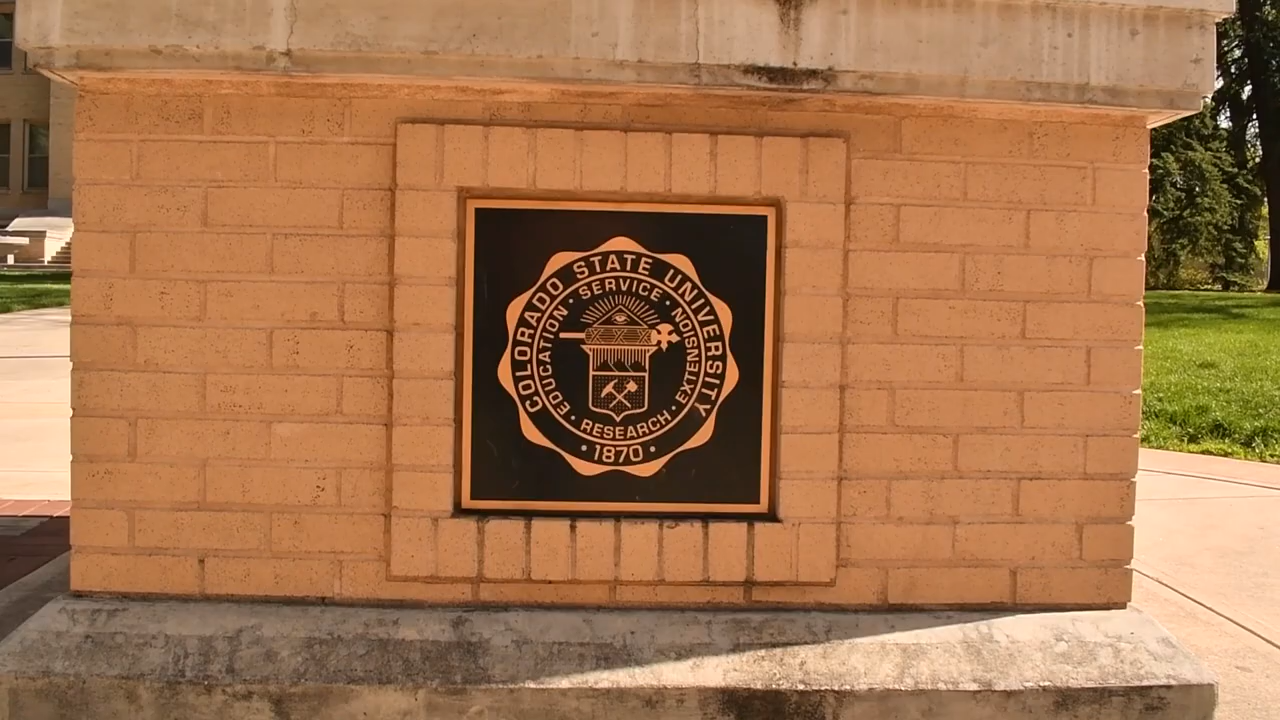 COLORADO STATE UNIVERSITY
EDUCATION • SERVICE • EXTENSION
• RESEARCH •
• 1870 •